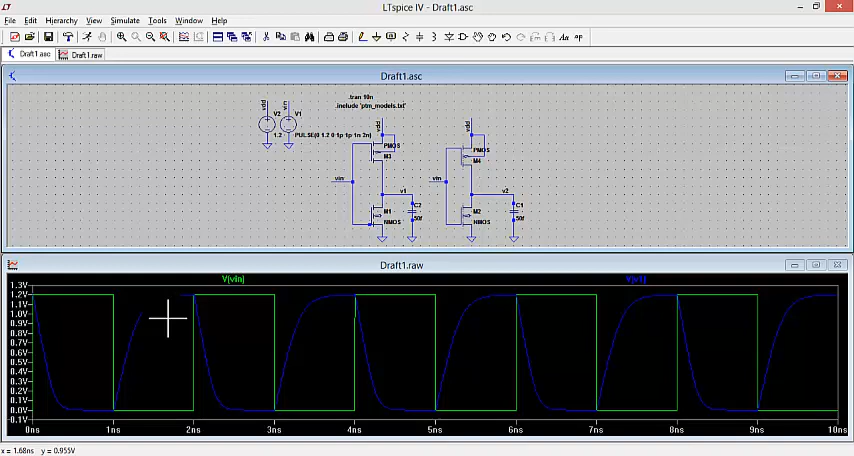 LTspice IV - Draft1.asc
File Edit Hierarchy View Simulate Tools Window Help
Draft1.asc Draft1.raw
Draft1.asc
.tran 10n
.include 'ptm_models.txt'
vdd vin vdd vdd
V2 V1
1.2 PULSE(0 1.2 0 1p 1p 1n 2n)
PMOS PMOS
M3 M4
vin vin
v1 v2
M1 C2 M2 C1
NMOS 50f NMOS 50f
Draft1.raw
V[vin] V[v1]
1.3V
1.2V
1.1V
1.0V
0.9V
0.8V
0.7V
0.6V
0.5V
0.4V
0.3V
0.2V
0.1V
0.0V
-0.1V
0ns 1ns 2ns 3ns 4ns 5ns 6ns 7ns 8ns 9ns 10ns
x = 1.68ns y = 0.955V